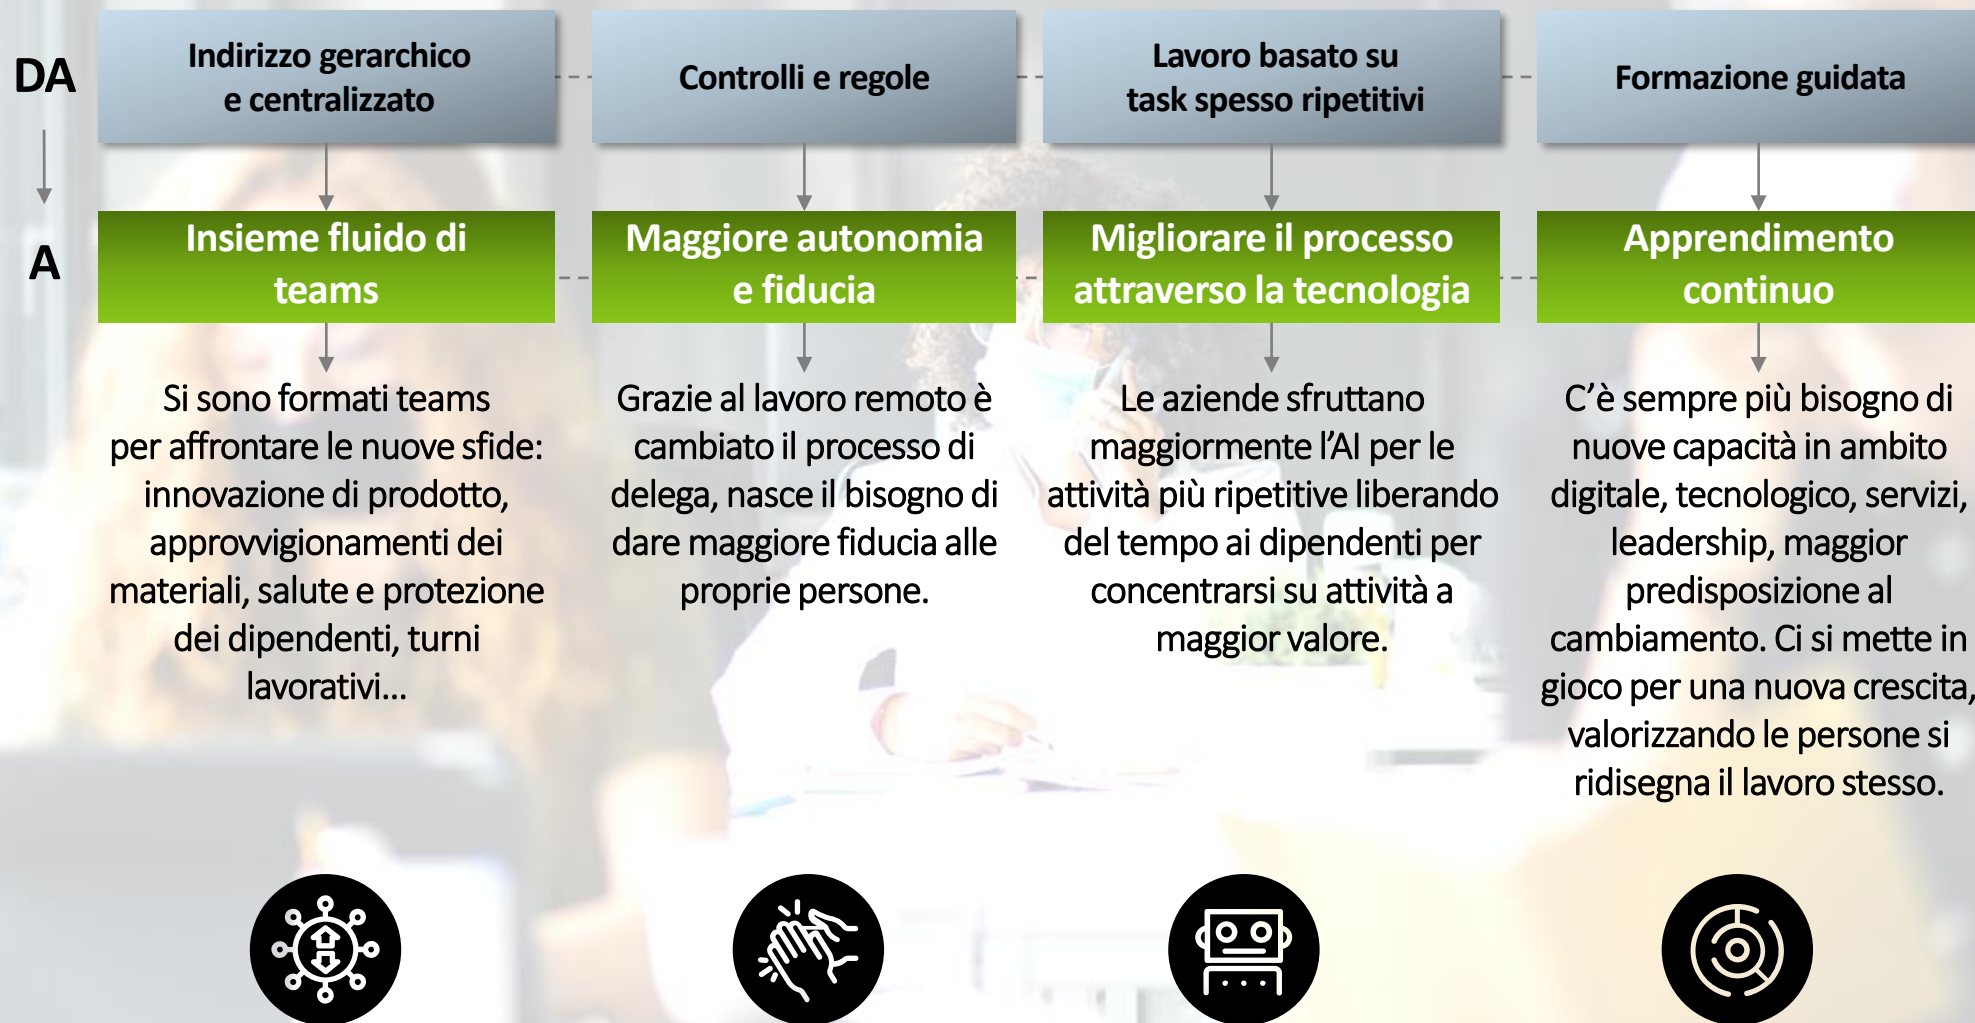 DA
Indirizzo gerarchico
e centralizzato
Controlli e regole
Lavoro basato su
task spesso ripetitivi
Formazione guidata
A
Insieme fluido di
teams
Maggiore autonomia
e fiducia
Migliorare il processo
attraverso la tecnologia
Apprendimento
continuo
Si sono formati teams
per affrontare le nuove sfide:
innovazione di prodotto,
approvvigionamenti dei
materiali, salute e protezione
dei dipendenti, turni
lavorativi...
Grazie al lavoro remoto è
cambiato il processo di
delega, nasce il bisogno di
dare maggiore fiducia alle
proprie persone.
Le aziende sfruttano
maggiormente l’AI per le
attività più ripetitive liberando
del tempo ai dipendenti per
concentrarsi su attività a
maggior valore.
C’è sempre più bisogno di
nuove capacità in ambito
digitale, tecnologico, servizi,
leadership, maggior
predisposizione al
cambiamento. Ci si mette in
gioco per una nuova crescita,
valorizzando le persone si
ridisegna il lavoro stesso.